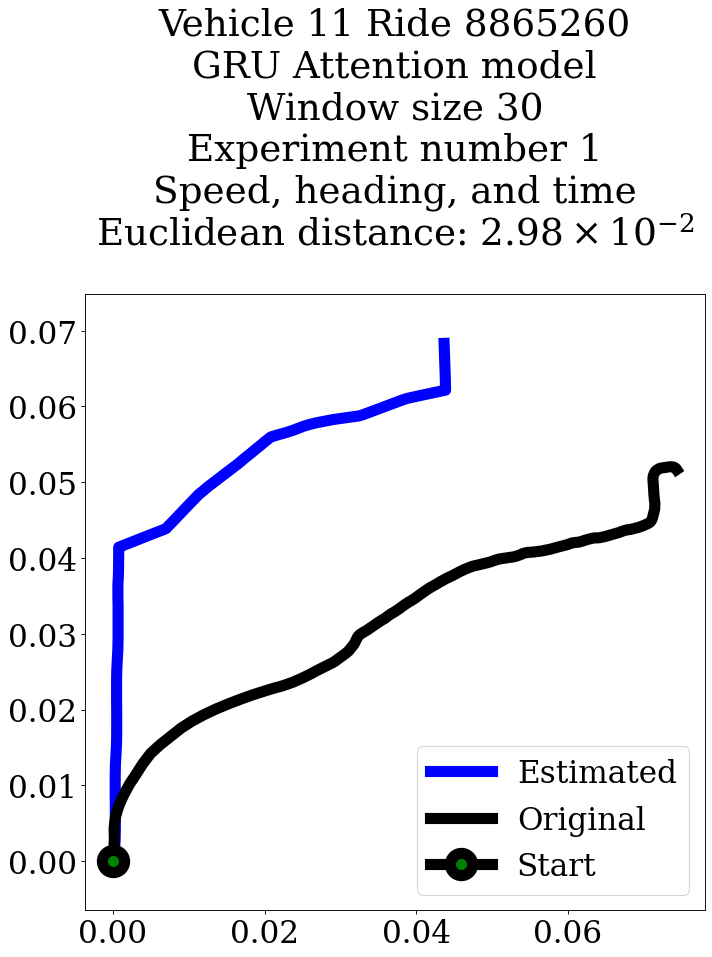 Vehicle 11 Ride 8865260
GRU Attention model
Window size 30
Experiment number 1
Speed, heading, and time
Euclidean distance: 2.98 × 10⁻²
0.07
0.06
0.05
0.04
0.03
0.02
0.01
0.00
Estimated
Original
Start
0.00 0.02 0.04 0.06